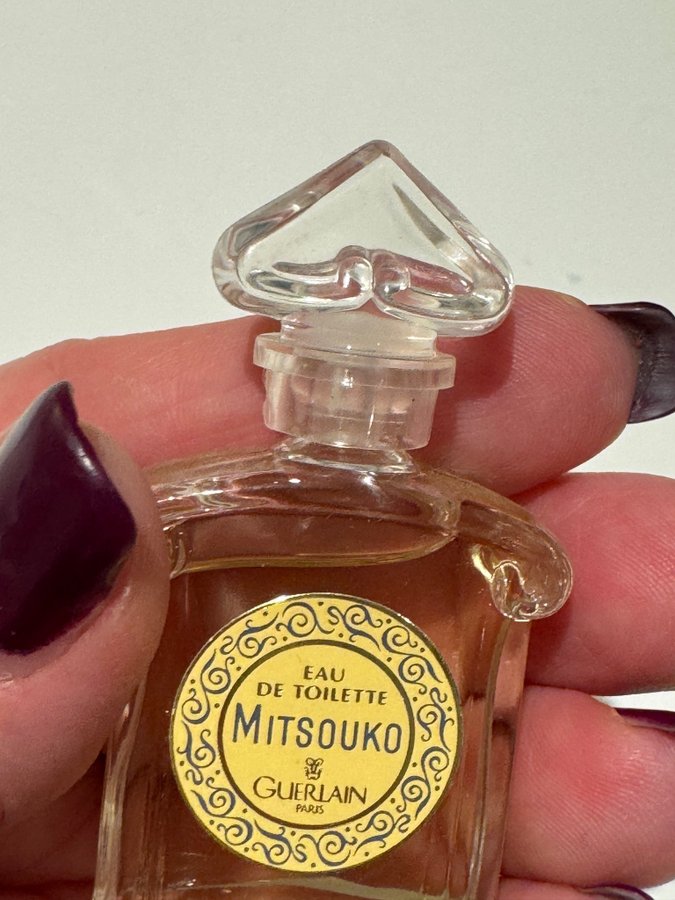 EAU
DE TOILETTE
MITSOUKO
GUERLAIN
PARIS